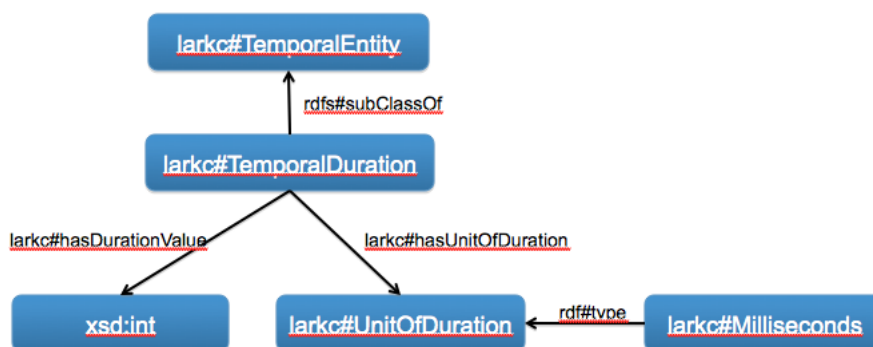 larkc#TemporalEntity
rdfs#subClassOf
larkc#TemporalDuration
larkc#hasDurationValue
larkc#hasUnitOfDuration
xsd:int
larkc#UnitOfDuration
rdf#type
larkc#Milliseconds